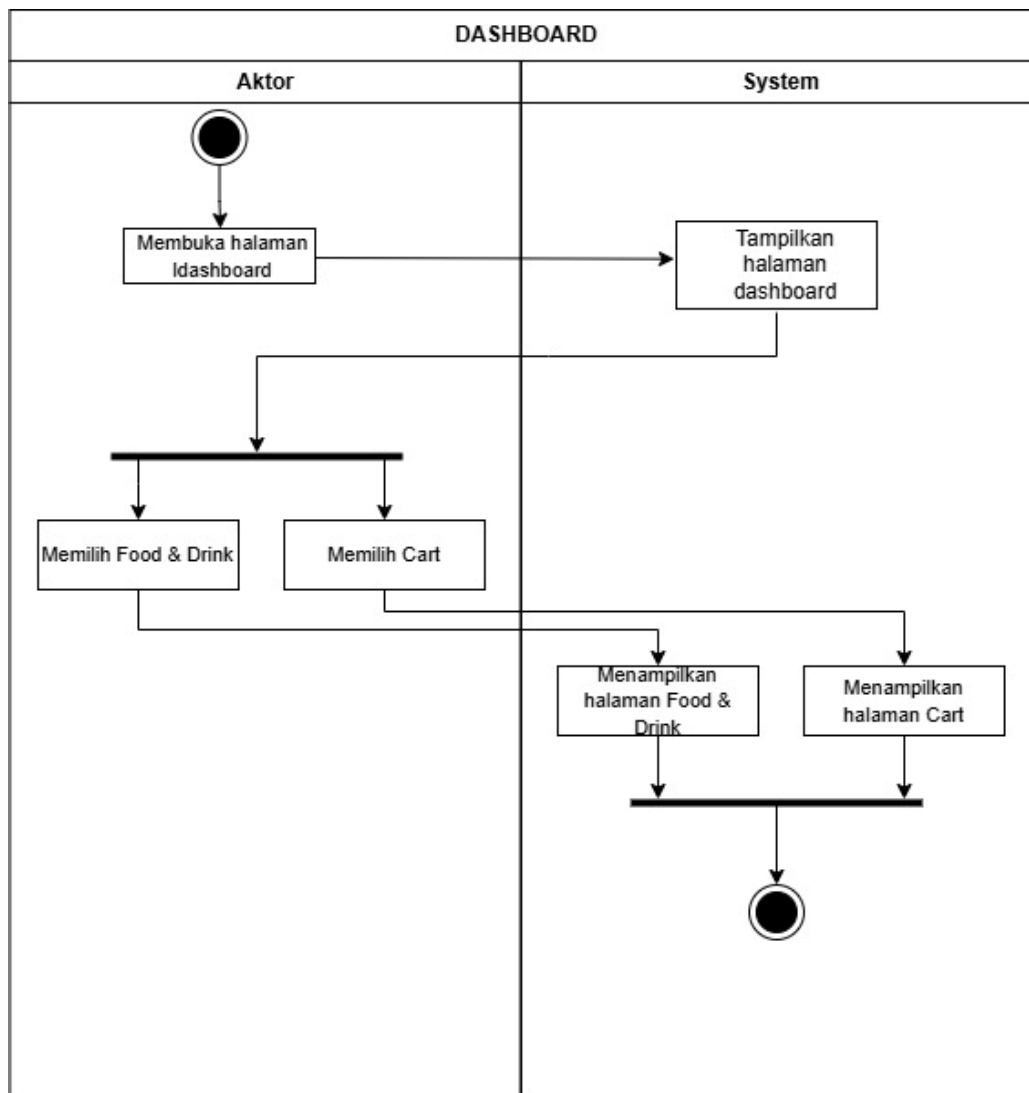 DASHBOARD
Aktor
System
Membuka halaman
ldashboard
Tampilkan
halaman
dashboard
Memilih Food & Drink
Memilih Cart
Menampilkan
halaman Food &
Drink
Menampilkan
halaman Cart